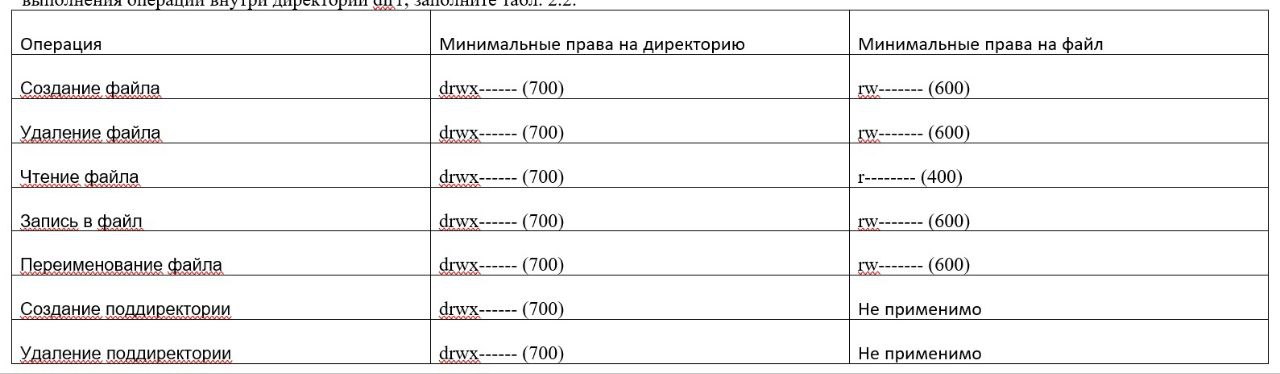 выполнения операций внутри директории dir1, заполните табл. 2.2.
Операция Минимальные права на директорию Минимальные права на файл
Создание файла drwx------ (700) rw------- (600)
Удаление файла drwx------ (700) rw------- (600)
Чтение файла drwx------ (700) r-------- (400)
Запись в файл drwx------ (700) rw------- (600)
Переименование файла drwx------ (700) rw------- (600)
Создание поддиректории drwx------ (700) Не применимо
Удаление поддиректории drwx------ (700) Не применимо